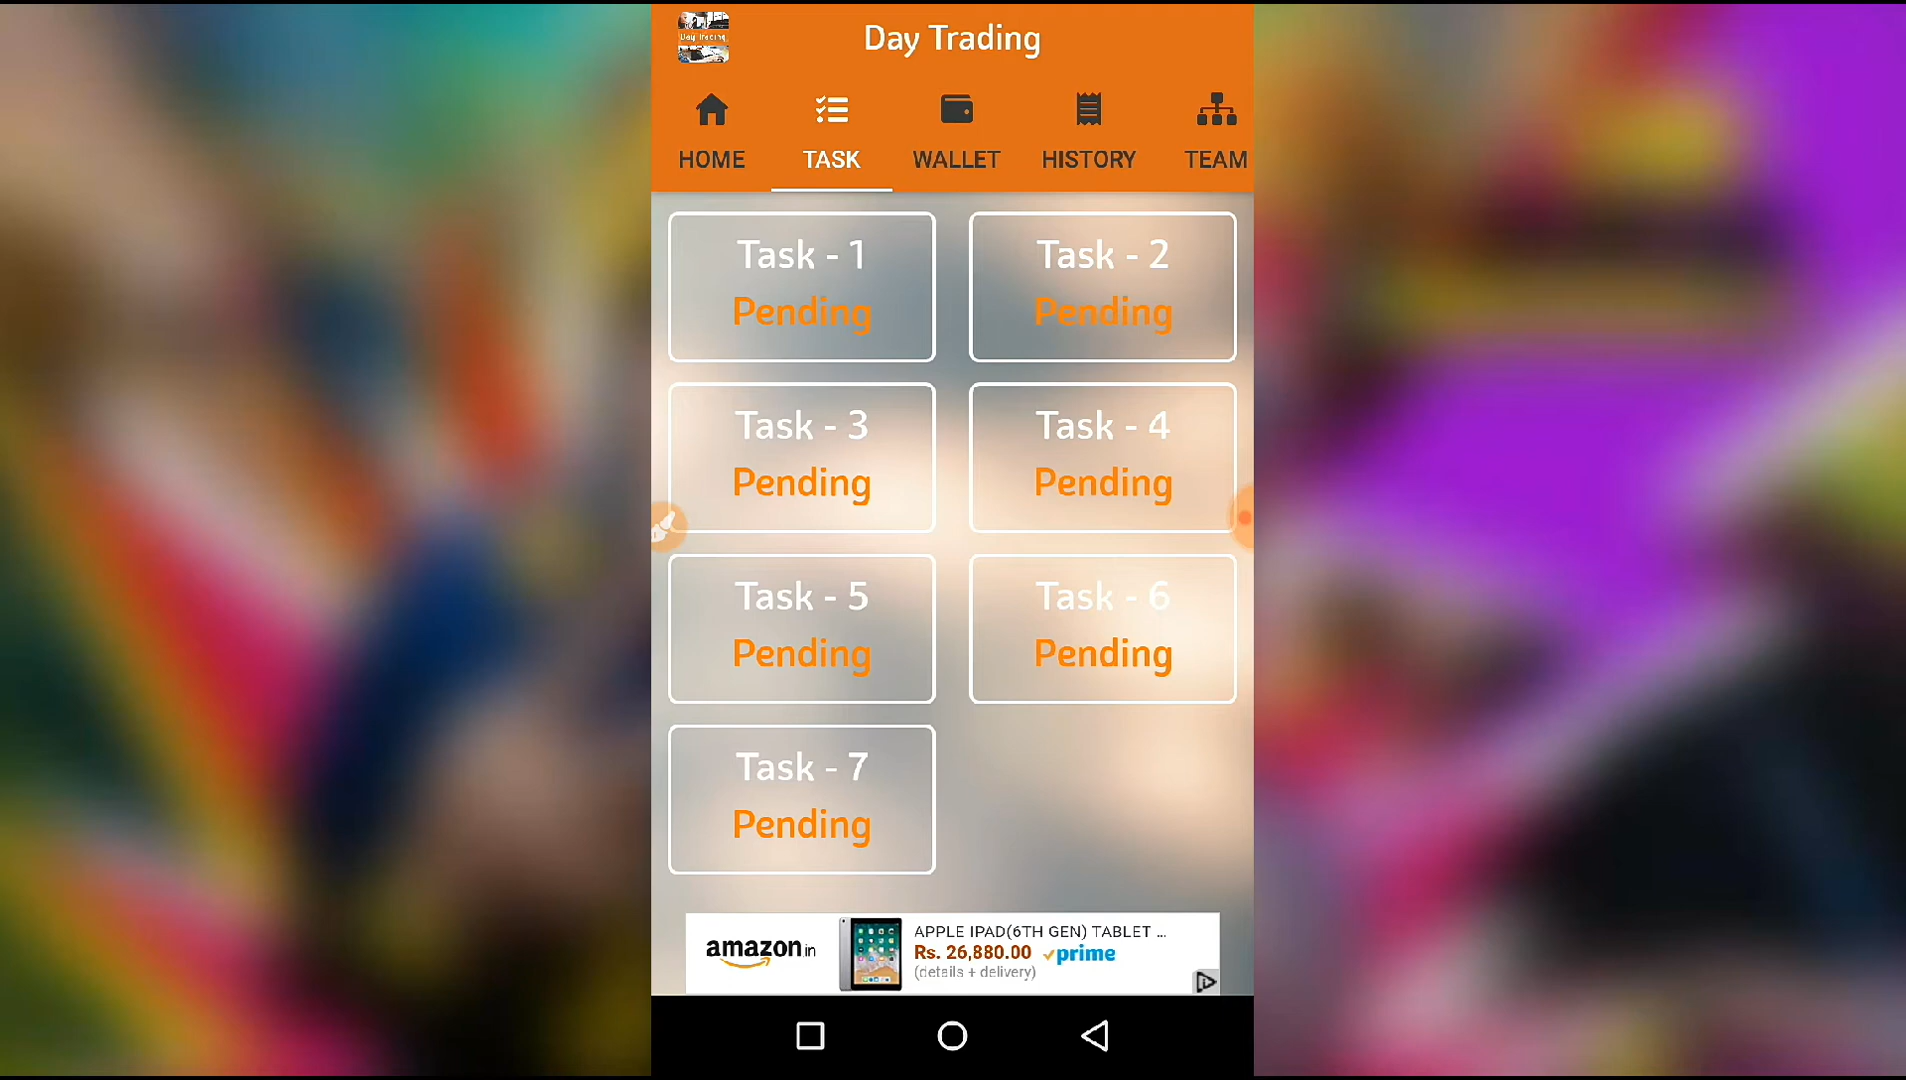 Day Trading
Day Trading
HOME
TASK
WALLET
HISTORY
TEAM
Task - 1
Pending
Task - 2
Pending
Task - 3
Pending
Task - 4
Pending
Task - 5
Pending
Task - 6
Pending
Task - 7
Pending
amazon.in
APPLE IPAD(6TH GEN) TABLET ...
Rs. 26,880.00 prime
(details + delivery)